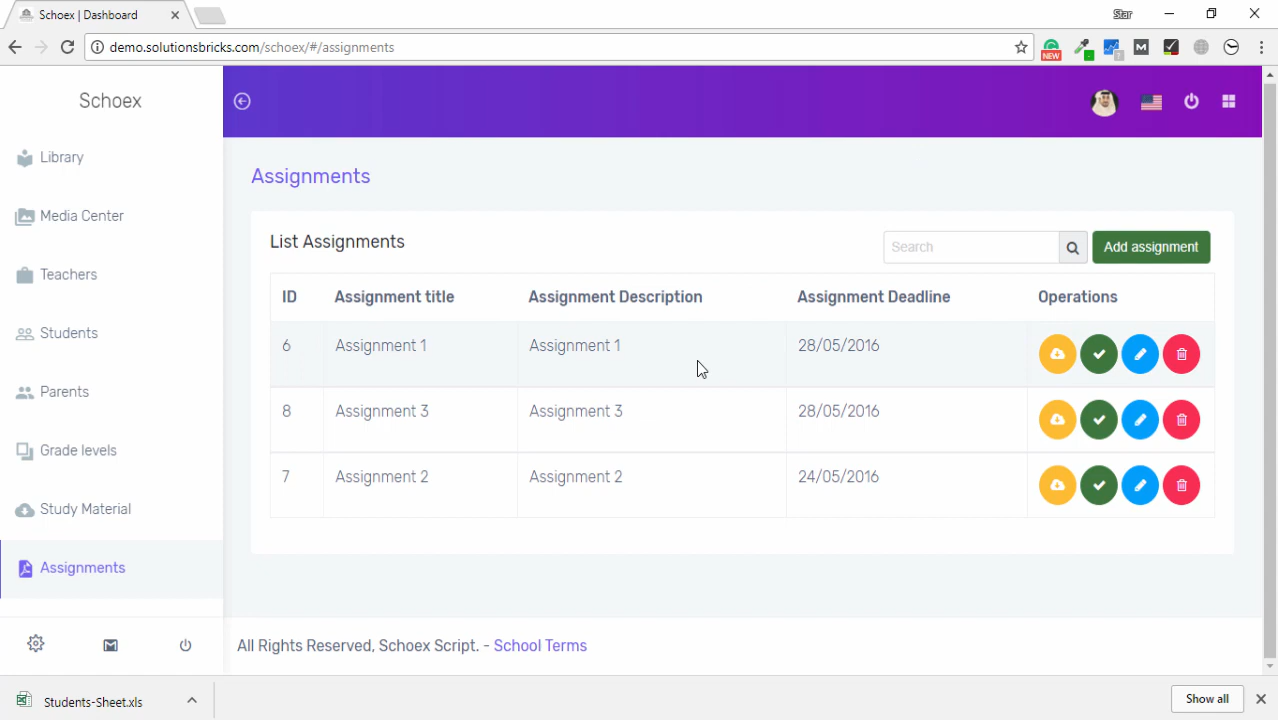 Schoex | Dashboard
Star
demo.solutionsbricks.com/schoex/#/assignments
NEW
Schoex
Library
Media Center
Teachers
Students
Parents
Grade levels
Study Material
Assignments
Assignments
List Assignments
Search
Add assignment
ID Assignment title Assignment Description Assignment Deadline Operations
6 Assignment 1 Assignment 1 28/05/2016
8 Assignment 3 Assignment 3 28/05/2016
7 Assignment 2 Assignment 2 24/05/2016
All Rights Reserved, Schoex Script. - School Terms
Students-Sheet.xls
Show all